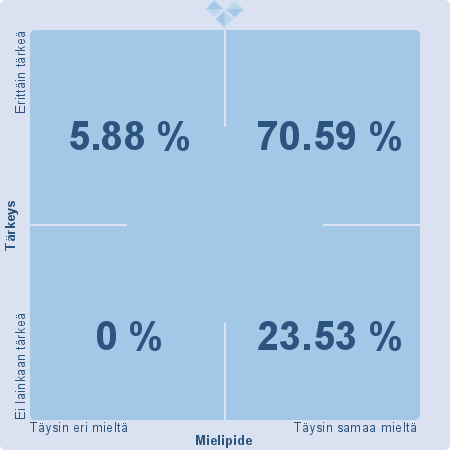 Erittäin tärkeä
5.88 %
70.59 %
Tärkeys
0 %
23.53 %
Ei lainkaan tärkeä
Täysin eri mieltä
Täysin samaa mieltä
Mielipide